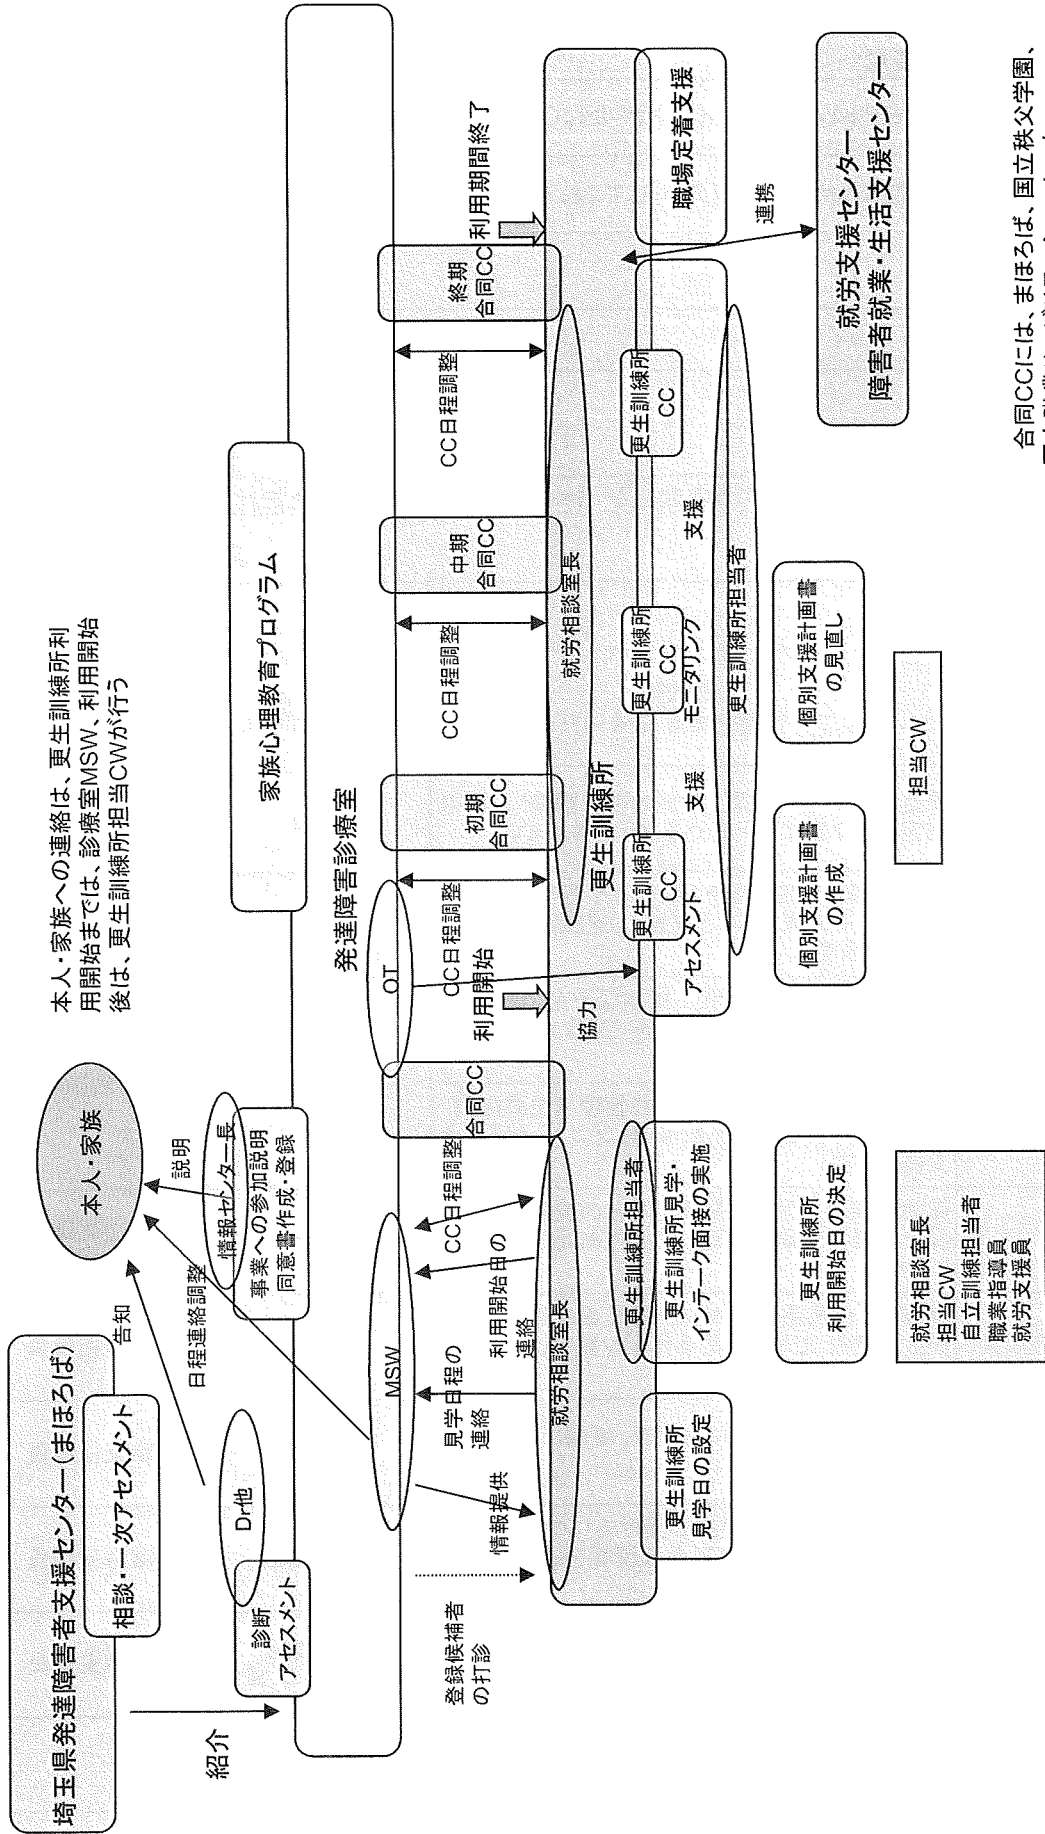 埼玉県発達障害者支援センター(まほろば)
相談・一次アセスメント
紹介
告知
説明
日程連絡調整
本人・家族
本人・家族への連絡は、更生訓練所利
用開始までは、診療室MSW、利用開始
後は、更生訓練所担当CWが行う
診断
アセスメント
Dr他
情報センター長
事業への参加説明
同意書作成・登録
家族心理教育プログラム
発達障害診療室
MSW
OT
登録候補者
の打診
情報提供
見学日程の
連絡
利用開始日の
連絡
CC日程調整
合同CC
利用開始
CC日程調整
初期
合同CC
CC日程調整
中期
合同CC
CC日程調整
終期
合同CC
利用期間終了
就労相談室長
更生訓練所担当者
協力
更生訓練所
就労相談室長
更生訓練所
見学日の設定
更生訓練所見学・
インテーク面接の実施
アセスメント
更生訓練所
CC
支援
モニタリング
更生訓練所
CC
支援
更生訓練所
CC
更生訓練所担当者
職場定着支援
連携
更生訓練所
利用開始日の決定
個別支援計画書
の作成
個別支援計画書
の見直し
就労支援センター
障害者就業・生活支援センター
就労相談室長
担当CW
自立訓練担当者
職業指導員
就労支援員
担当CW
合同CCには、まほろば、国立秩父学園、